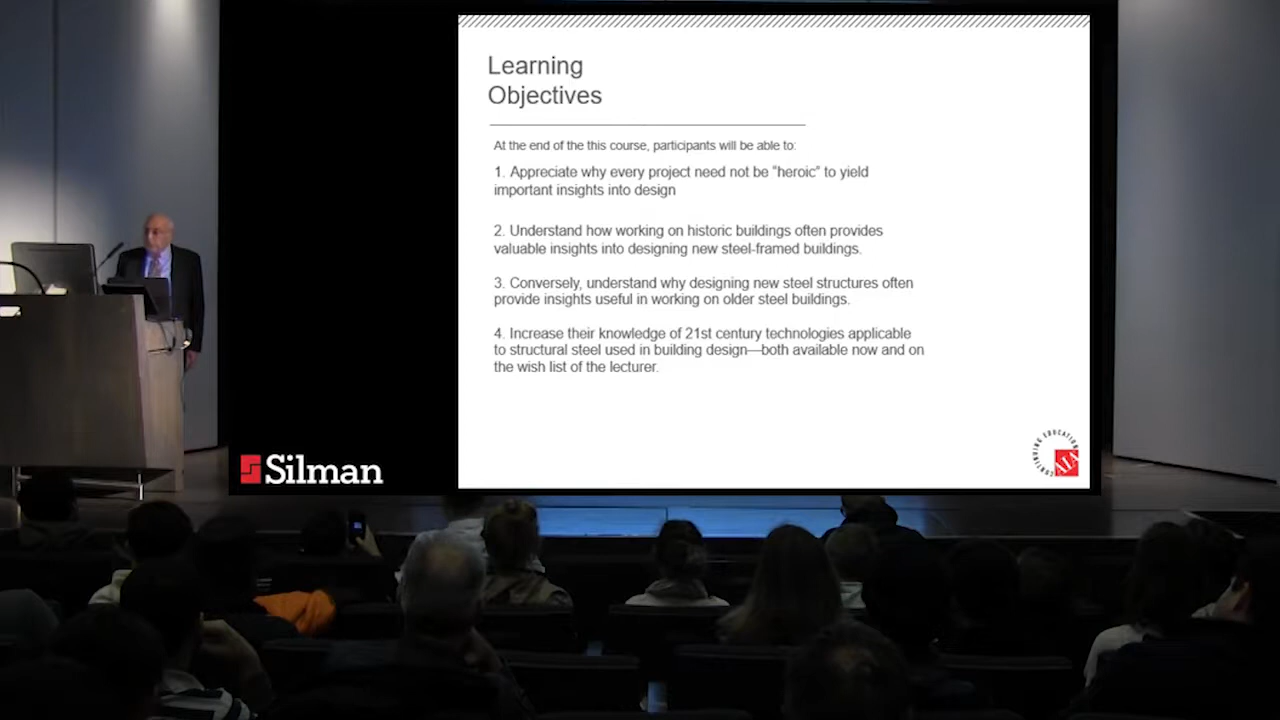 Learning
Objectives
At the end of the this course, participants will be able to:
1. Appreciate why every project need not be “heroic” to yield
important insights into design
2. Understand how working on historic buildings often provides
valuable insights into designing new steel-framed buildings.
3. Conversely, understand why designing new steel structures often
provide insights useful in working on older steel buildings.
4. Increase their knowledge of 21st century technologies applicable
to structural steel used in building design—both available now and on
the wish list of the lecturer.
CONTINUING EDUCATION
AIA
Silman